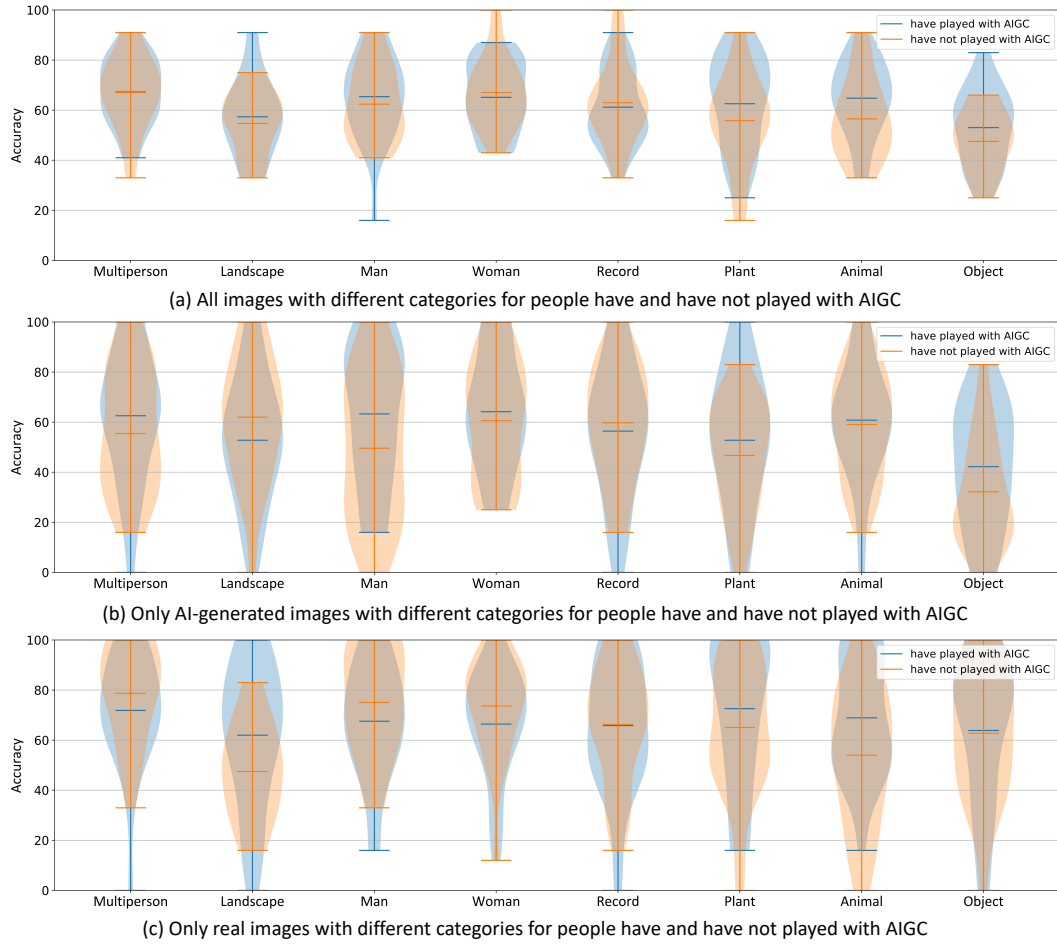 100
80
60
40
20
0
Accuracy
have played with AIGC
have not played with AIGC
Multiperson Landscape Man Woman Record Plant Animal Object
(a) All images with different categories for people have and have not played with AIGC
100
80
60
40
20
0
Accuracy
have played with AIGC
have not played with AIGC
Multiperson Landscape Man Woman Record Plant Animal Object
(b) Only AI-generated images with different categories for people have and have not played with AIGC
100
80
60
40
20
0
Accuracy
have played with AIGC
have not played with AIGC
Multiperson Landscape Man Woman Record Plant Animal Object
(c) Only real images with different categories for people have and have not played with AIGC